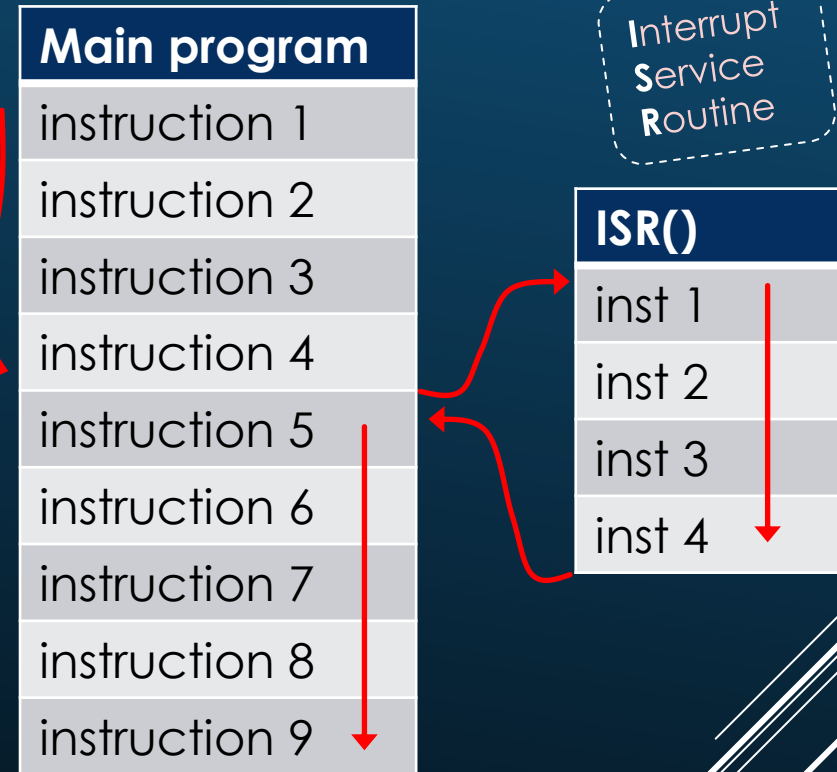 Main program
instruction 1
instruction 2
instruction 3
instruction 4
instruction 5
instruction 6
instruction 7
instruction 8
instruction 9
Interrupt
Service
Routine
ISR()
inst 1
inst 2
inst 3
inst 4